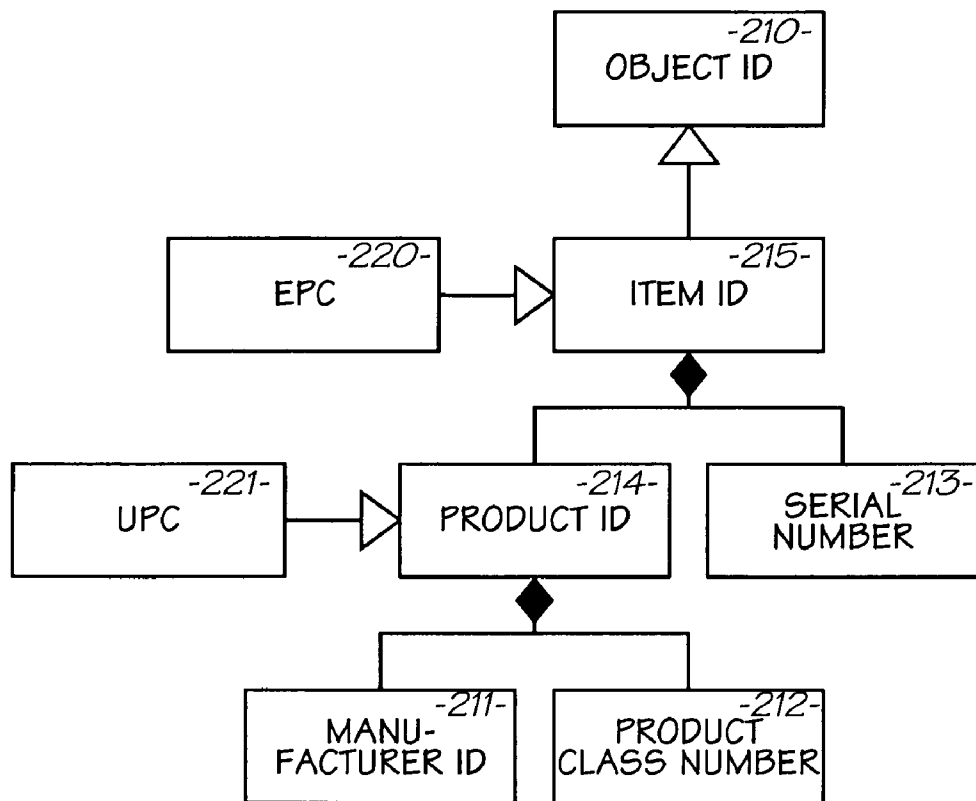 -210-
OBJECT ID
-220-
EPC
-215-
ITEM ID
-221-
UPC
-214-
PRODUCT ID
-213-
SERIAL
NUMBER
-211-
MANU-
FACTURER ID
-212-
PRODUCT
CLASS NUMBER